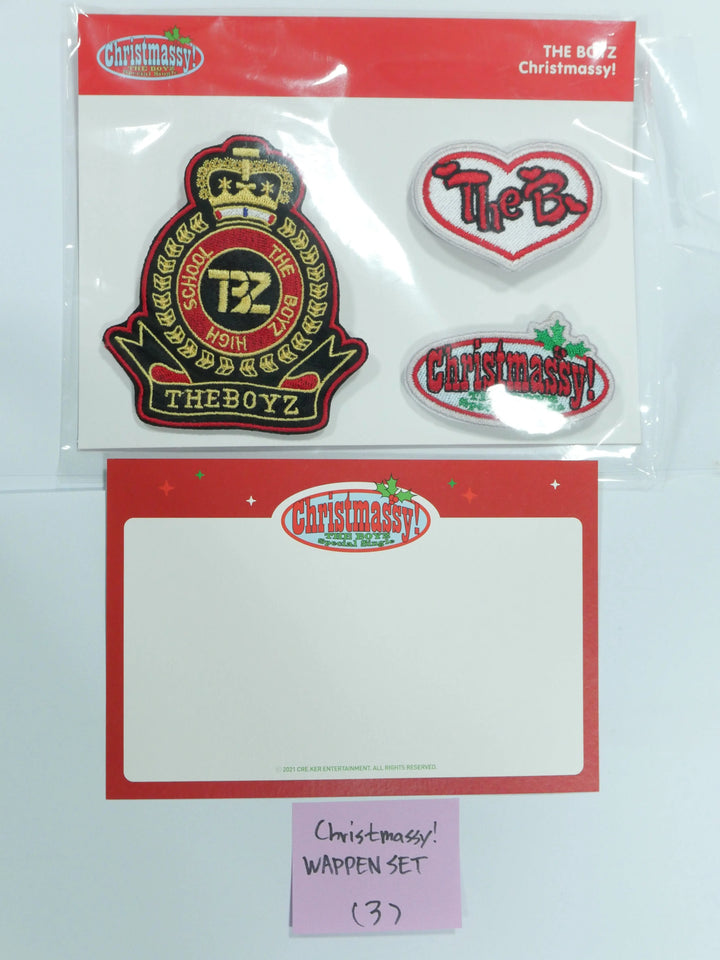 Christmassy!
THE BOYZ
Special Single
THE BOYZ
Christmassy!
TBZ
THE BOYZ HIGH SCHOOL
THEBOYZ
The B
Christmassy!
Christmassy!
THE BOYZ
Special Single
© 2021 CRE.KER ENTERTAINMENT. ALL RIGHTS RESERVED.
Christmassy!
WAPPEN SET
(3)